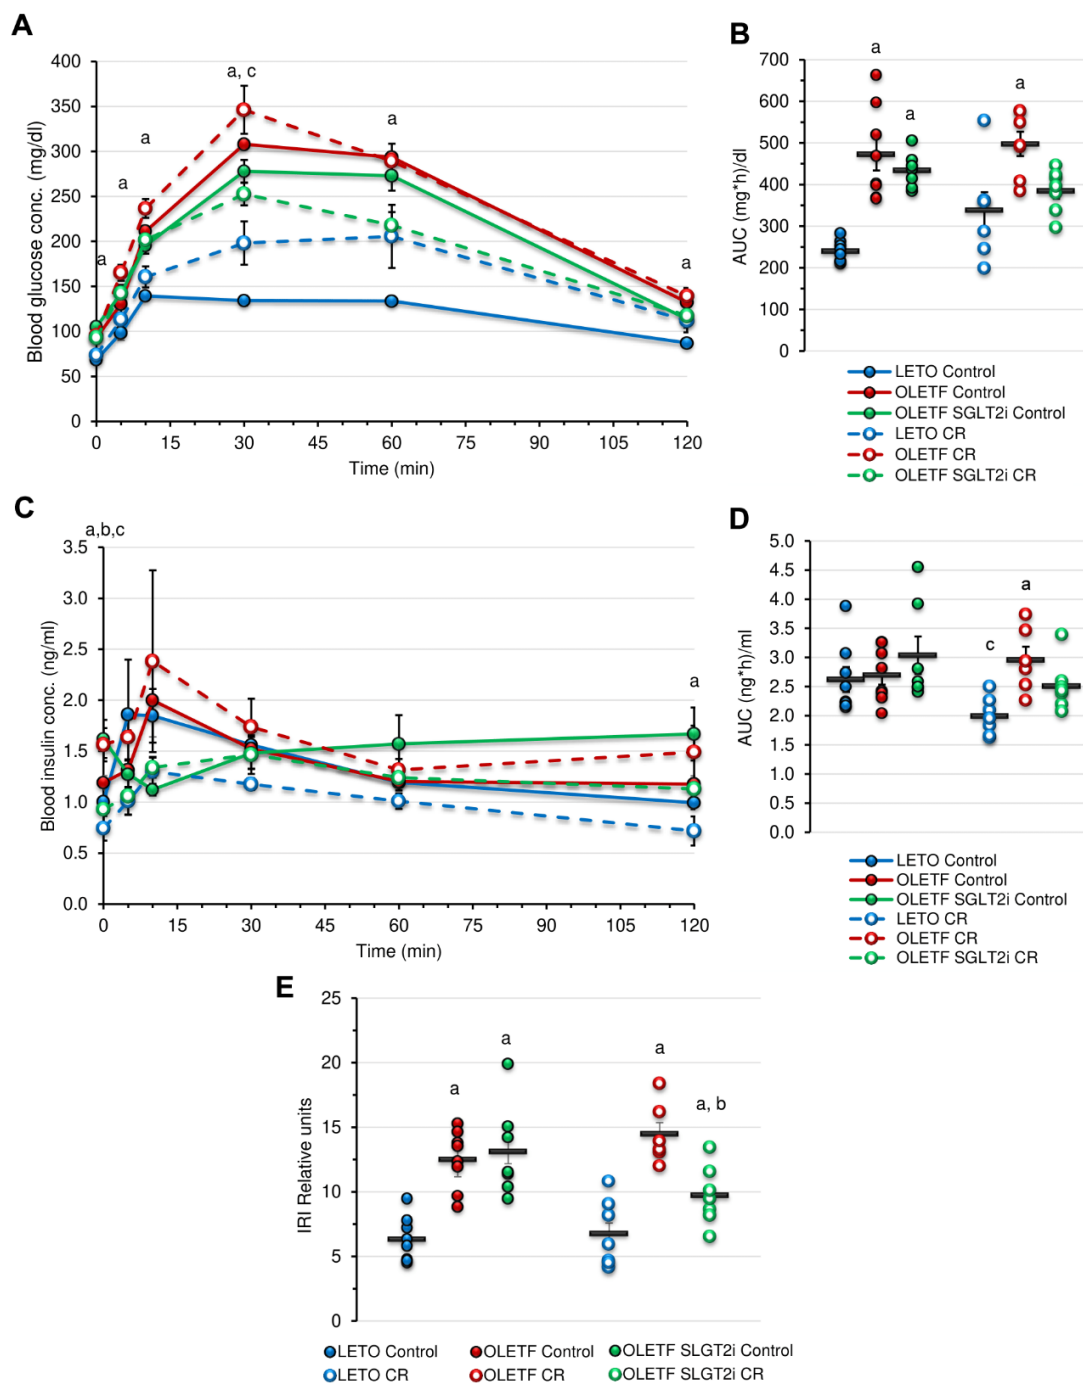 A
Blood glucose conc. (mg/dl)
400
350
300
250
200
150
100
50
0
a
a
a
a, c
a
a
0 15 30 45 60 75 90 105 120
Time (min)
B
AUC (mg*h)/dl
700
600
500
400
300
200
100
0
a
a
a
LETO Control
OLETF Control
OLETF SGLT2i Control
LETO CR
OLETF CR
OLETF SGLT2i CR
C
Blood insulin conc. (ng/ml)
a,b,c
3.5
3.0
2.5
2.0
1.5
1.0
0.5
0.0
a
0 15 30 45 60 75 90 105 120
Time (min)
D
AUC (ng*h)/ml
5.0
4.5
4.0
3.5
3.0
2.5
2.0
1.5
1.0
0.5
0.0
c
a
LETO Control
OLETF Control
OLETF SGLT2i Control
LETO CR
OLETF CR
OLETF SGLT2i CR
E
IRI Relative units
25
20
15
10
5
0
a
a
a
a, b
LETO Control OLETF Control OLETF SLGT2i Control
LETO CR OLETF CR OLETF SLGT2i CR